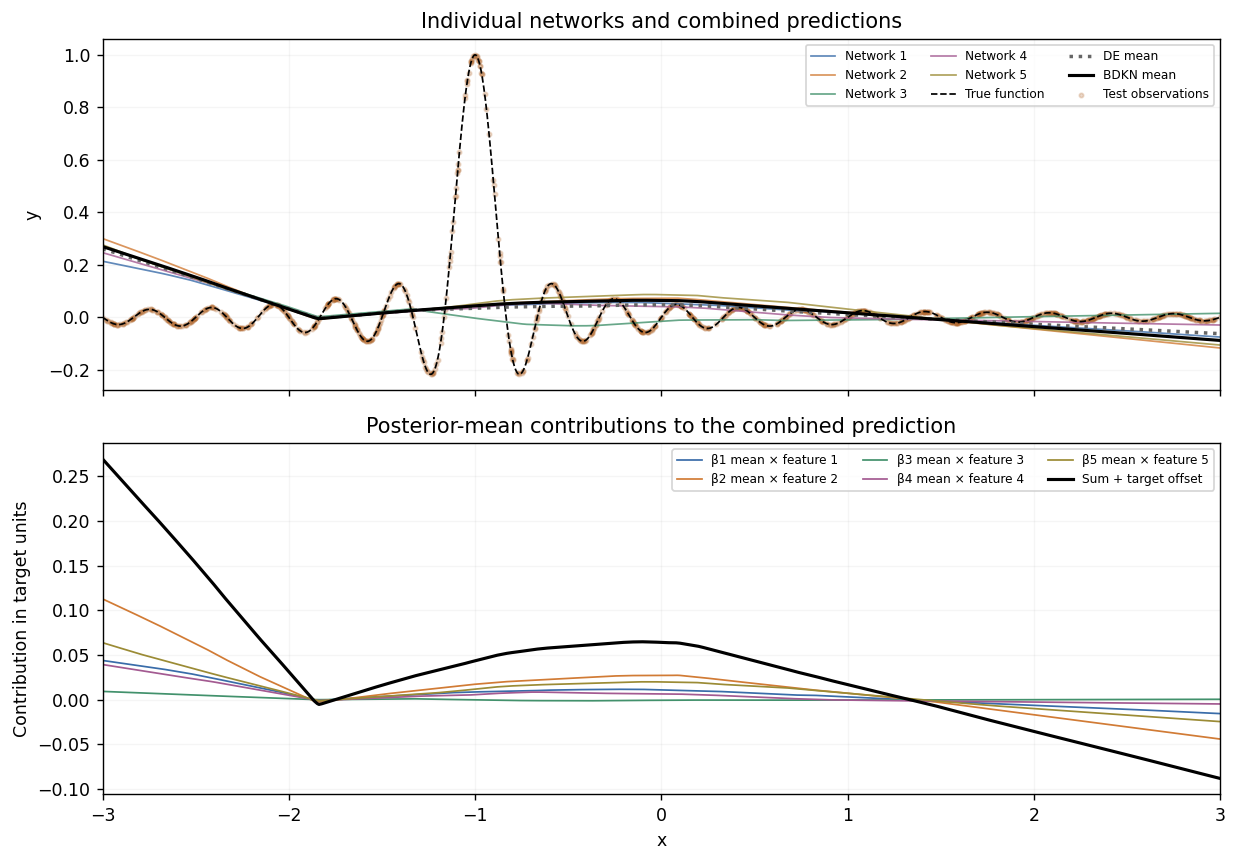 Individual networks and combined predictions
Network 1
Network 2
Network 3
Network 4
Network 5
True function
DE mean
BDKN mean
Test observations
1.0
0.8
0.6
0.4
0.2
0.0
−0.2
y
Posterior-mean contributions to the combined prediction
β1 mean × feature 1
β2 mean × feature 2
β3 mean × feature 3
β4 mean × feature 4
β5 mean × feature 5
Sum + target offset
0.25
0.20
0.15
0.10
0.05
0.00
−0.05
−0.10
Contribution in target units
−3
−2
−1
0
1
2
3
x